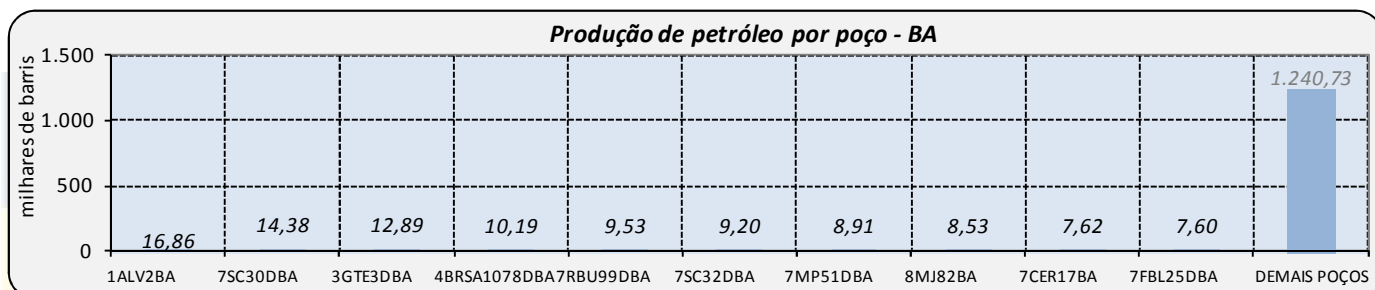 Produção de petróleo por poço - BA
milhares de barris
1.500
1.000
500
0
16,86 14,38 12,89 10,19 9,53 9,20 8,91 8,53 7,62 7,60 1.240,73
1ALV2BA 7SC30DBA 3GTE3DBA 4BRSA1078DBA 7RBU99DBA 7SC32DBA 7MP51DBA 8MJ82BA 7CER17BA 7FBL25DBA DEMAIS POÇOS